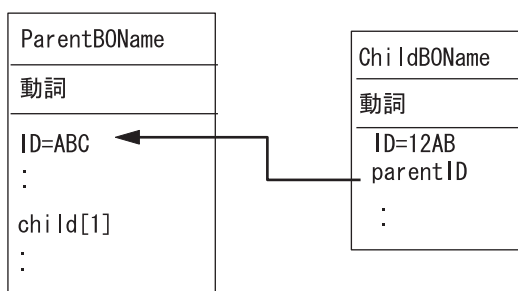 ParentBOName
動詞
ID=ABC
:
child[1]
:
ChildBOName
動詞
ID=12AB
parentID
: